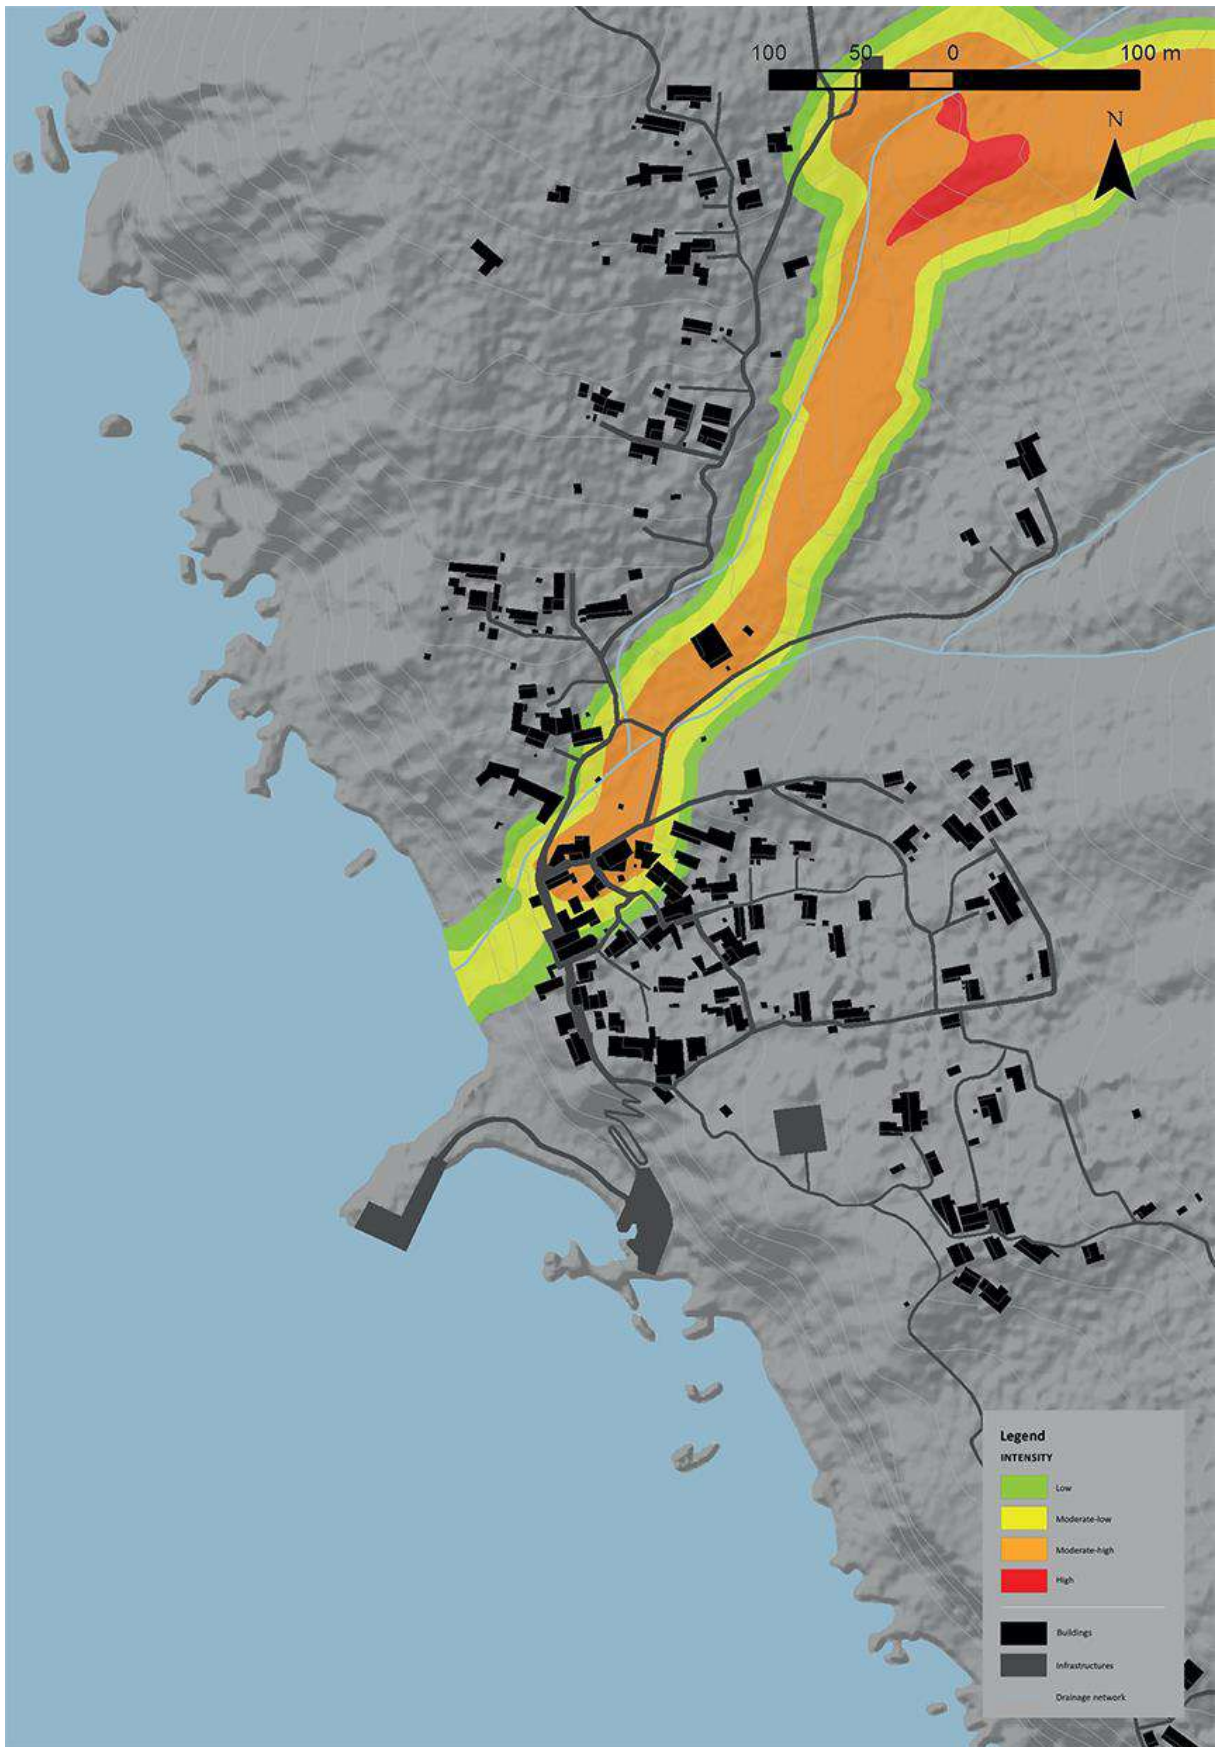 100 50 0 100 m
N
Legend
INTENSITY
Low
Moderate-low
Moderate-high
High
Buildings
Infrastructures
Drainage network